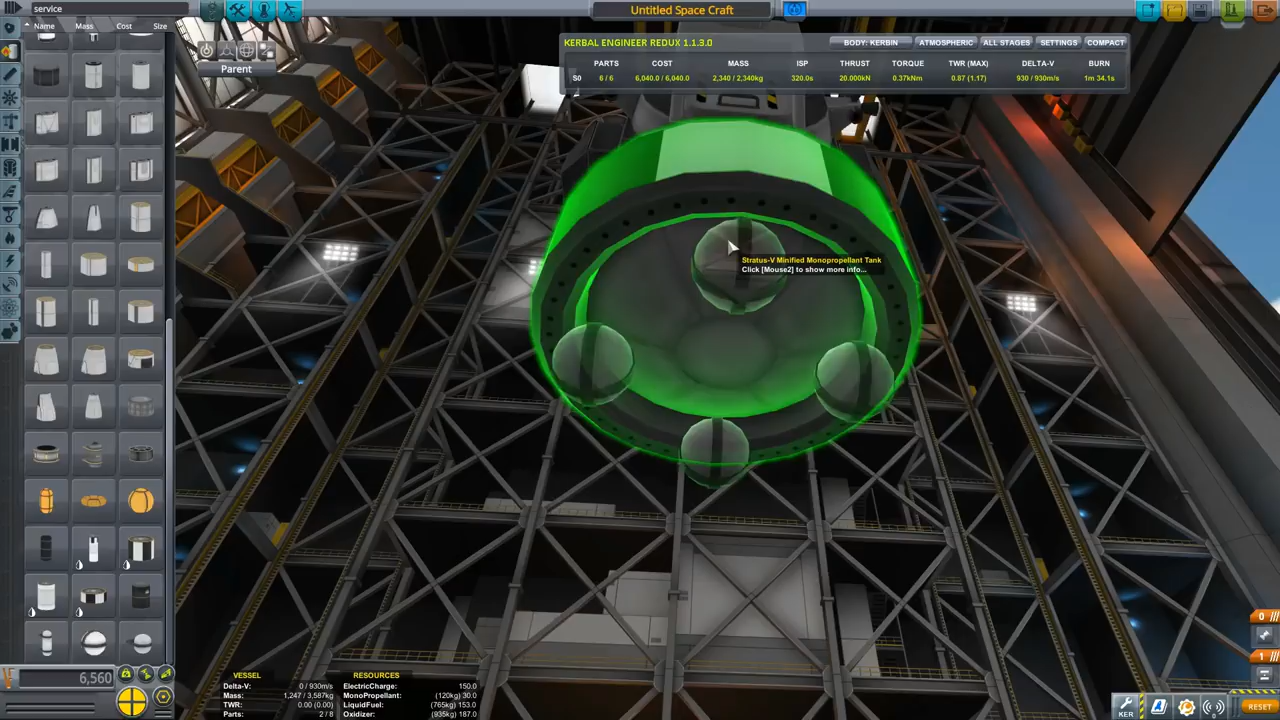 service
Untitled Space Craft
Name Mass Cost Size
Parent
KERBAL ENGINEER REDUX 1.1.3.0
BODY: KERBIN ATMOSPHERIC ALL STAGES SETTINGS COMPACT
PARTS COST MASS ISP THRUST TORQUE TWR (MAX) DELTA-V BURN
S0 6 / 6 6,040.0 / 6,040.0 2,340 / 2,340kg 320.0s 20.000kN 0.37kNm 0.87 (1.17) 930 / 930m/s 1m 34.1s
Stratus-V Minified Monopropellant Tank
Click [Mouse2] to show more info...
0
1
6,560
VESSEL
Delta-V: 0 / 930m/s
Mass: 1,247 / 3,587kg
TWR: 0.00 (0.00)
Parts: 2 / 8
RESOURCES
ElectricCharge: 150.0
MonoPropellant: (120kg) 30.0
LiquidFuel: (765kg) 153.0
Oxidizer: (935kg) 187.0
KER
RESET